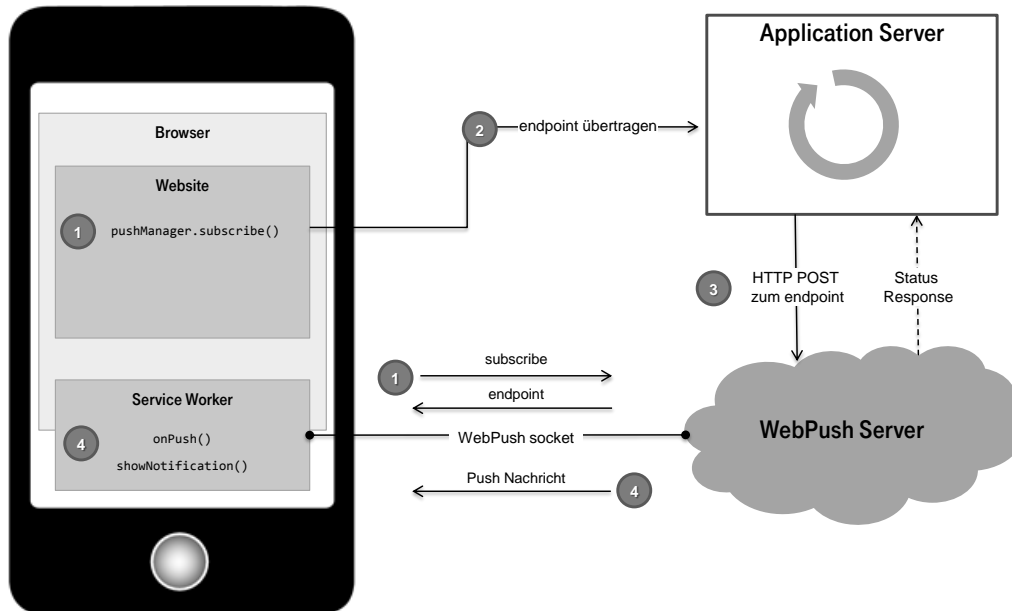 Application Server
Browser
Website
1
pushManager.subscribe()
2
endpoint übertragen
3
HTTP POST
zum endpoint
Status
Response
1
subscribe
endpoint
Service Worker
4
onPush()
showNotification()
WebPush socket
WebPush Server
Push Nachricht
4